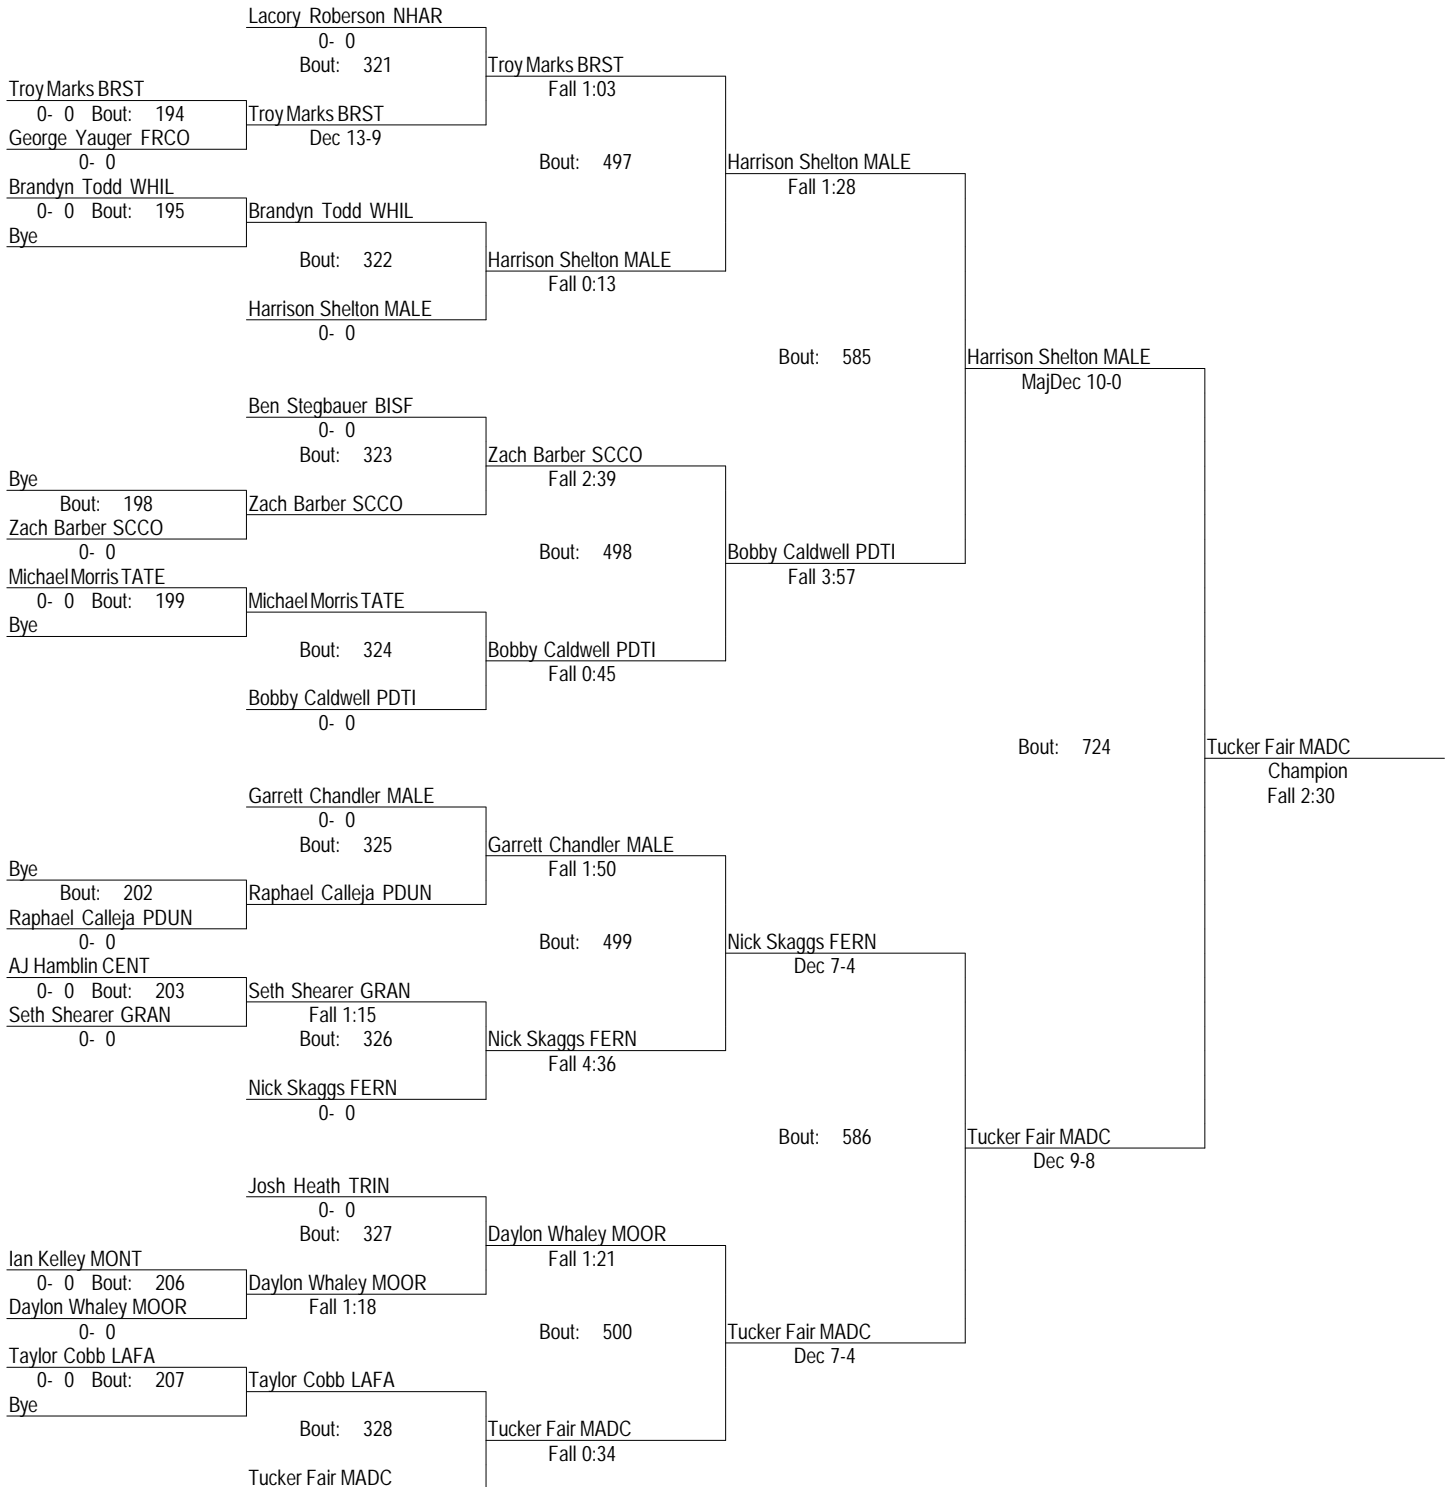 Lacory Roberson NHAR
0- 0
Bout: 321
Troy Marks BRST
Fall 1:03
Troy Marks BRST
0- 0 Bout: 194
Troy Marks BRST
Dec 13-9
George Yauger FRCO
0- 0
Bout: 497
Harrison Shelton MALE
Fall 1:28
Brandyn Todd WHIL
0- 0 Bout: 195
Brandyn Todd WHIL
Bye
Bout: 322
Harrison Shelton MALE
Fall 0:13
Harrison Shelton MALE
0- 0
Bout: 585
Harrison Shelton MALE
MajDec 10-0
Ben Stegbauer BISF
0- 0
Bout: 323
Zach Barber SCCO
Fall 2:39
Bye
Bout: 198
Zach Barber SCCO
Zach Barber SCCO
0- 0
Bout: 498
Bobby Caldwell PDTI
Fall 3:57
Michael Morris TATE
0- 0 Bout: 199
Michael Morris TATE
Bye
Bout: 324
Bobby Caldwell PDTI
Fall 0:45
Bobby Caldwell PDTI
0- 0
Bout: 724
Tucker Fair MADC
Champion
Fall 2:30
Garrett Chandler MALE
0- 0
Bout: 325
Garrett Chandler MALE
Fall 1:50
Bye
Bout: 202
Raphael Calleja PDUN
Raphael Calleja PDUN
0- 0
Bout: 499
Nick Skaggs FERN
Dec 7-4
AJ Hamblin CENT
0- 0 Bout: 203
Seth Shearer GRAN
Fall 1:15
Seth Shearer GRAN
0- 0
Bout: 326
Nick Skaggs FERN
Fall 4:36
Nick Skaggs FERN
0- 0
Bout: 586
Tucker Fair MADC
Dec 9-8
Josh Heath TRIN
0- 0
Bout: 327
Daylon Whaley MOOR
Fall 1:21
Ian Kelley MONT
0- 0 Bout: 206
Daylon Whaley MOOR
Fall 1:18
Daylon Whaley MOOR
0- 0
Bout: 500
Tucker Fair MADC
Dec 7-4
Taylor Cobb LAFA
0- 0 Bout: 207
Taylor Cobb LAFA
Bye
Bout: 328
Tucker Fair MADC
Fall 0:34
Tucker Fair MADC